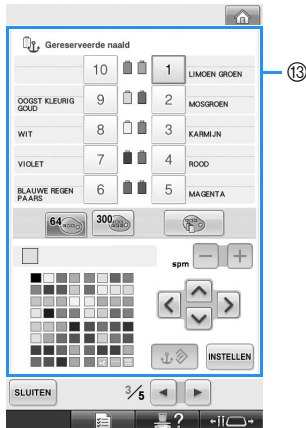 Gereserveerde naald
10 1 LIMOEN GROEN
OOGST KLEURIG GOUD 9 2 MOSGROEN
WIT 8 3 KARMIJN
VIOLET 7 4 ROOD
BLAUWE REGEN PAARS 6 5 MAGENTA
64 300
spm − +
INSTELLEN
SLUITEN 3/5
?
⑬